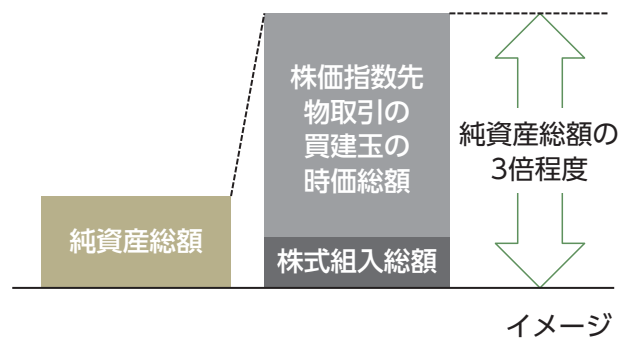 純資産総額
株価指数先
物取引の
買建玉の
時価総額
株式組入総額
純資産総額の
3倍程度
イメージ